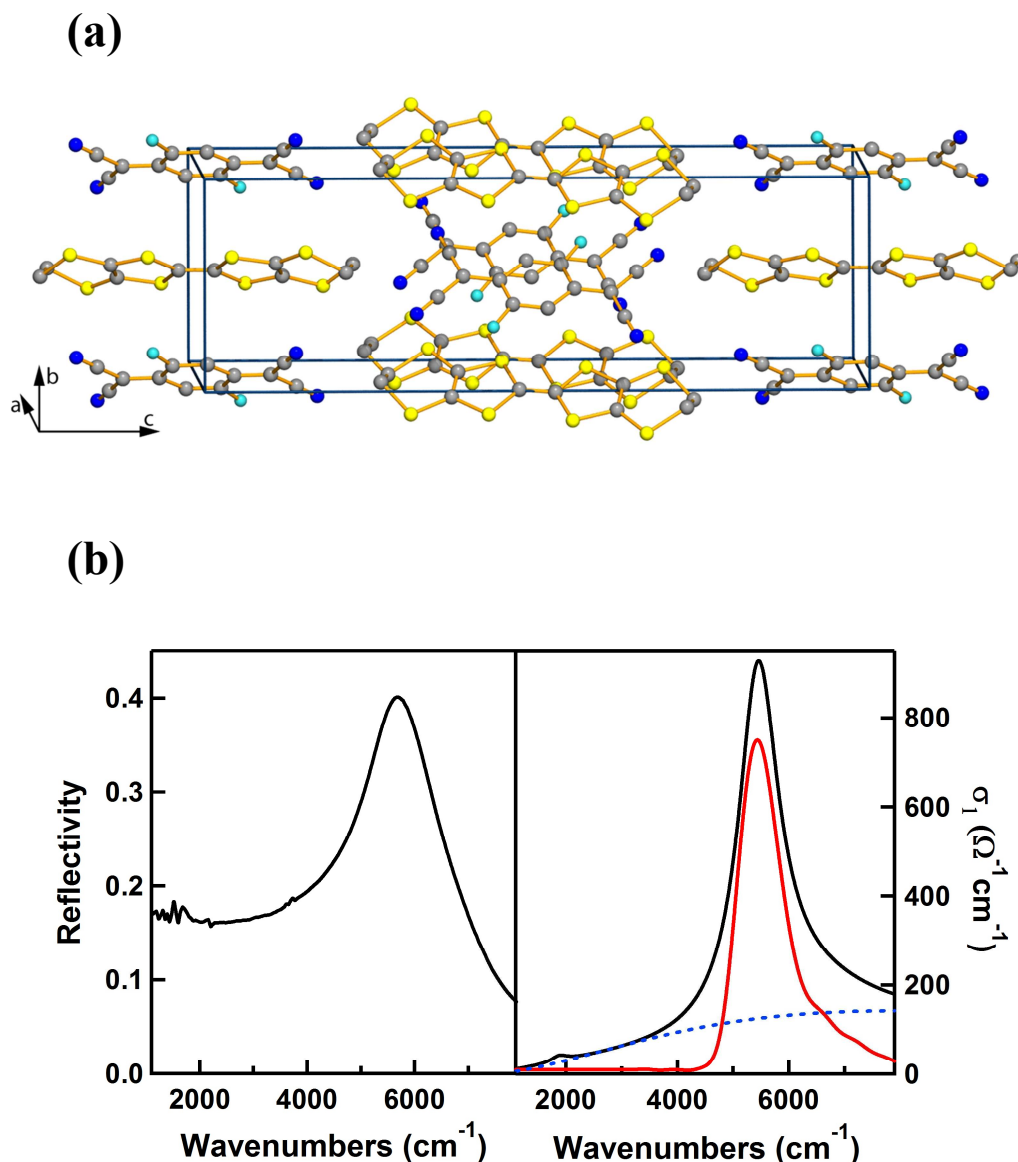 (a)
b
a
c
(b)
Reflectivity
0.4
0.3
0.2
0.1
0.0
2000 4000 6000
Wavenumbers (cm⁻¹)
800
600
400
200
0
σ₁ (Ω⁻¹cm⁻¹)
2000 4000 6000
Wavenumbers (cm⁻¹)